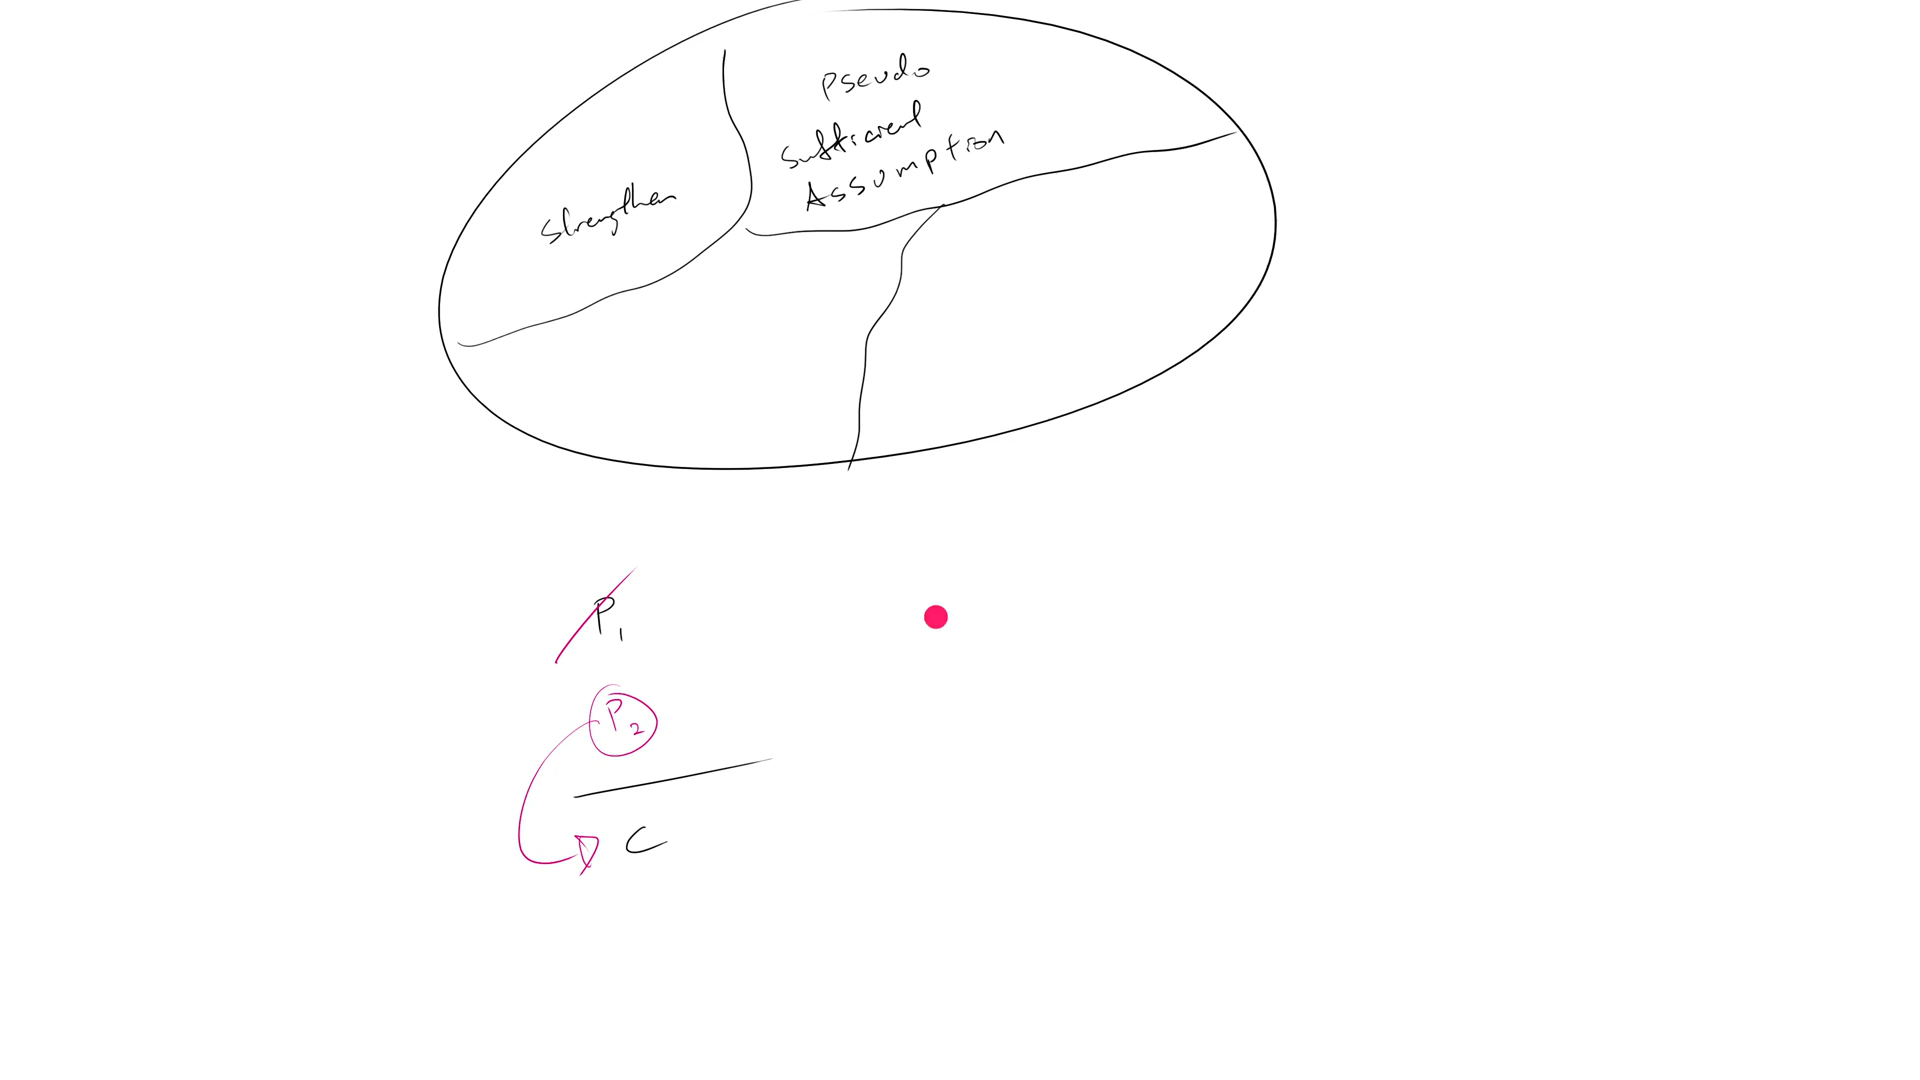 Pseudo
Sufficient
Assumption
Strengthen
P1
P2
C